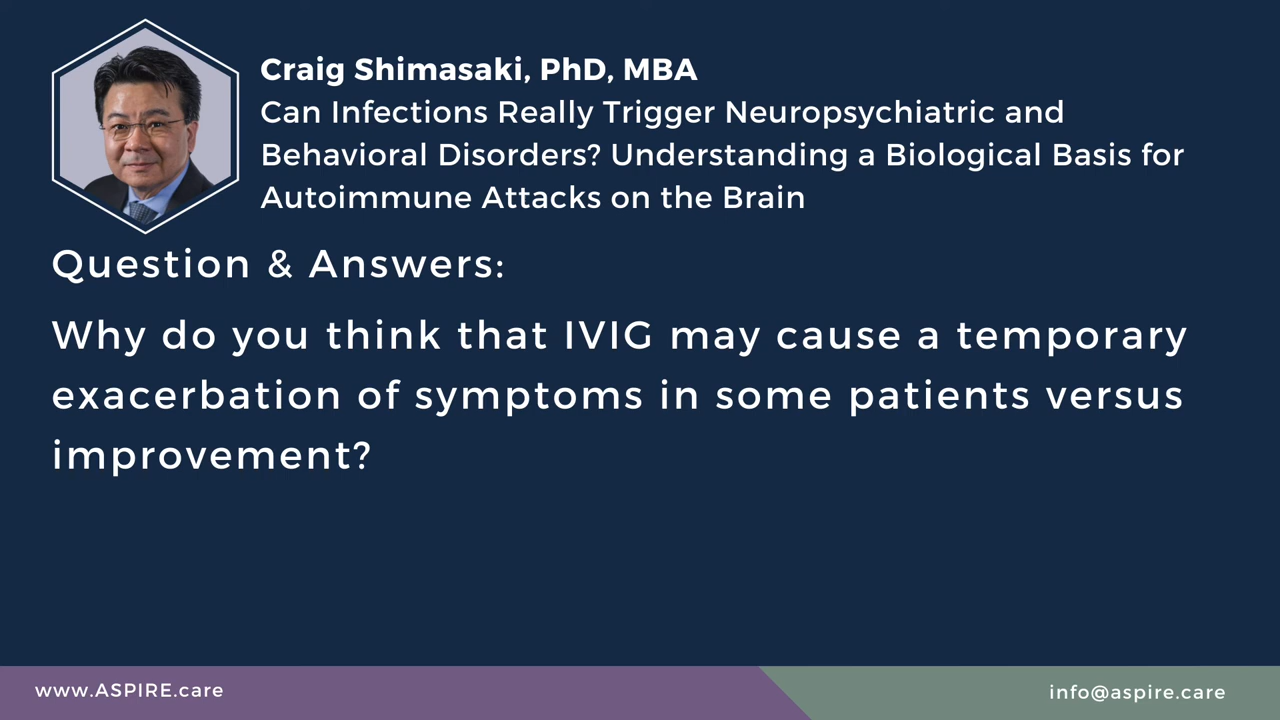 Craig Shimasaki, PhD, MBA
Can Infections Really Trigger Neuropsychiatric and
Behavioral Disorders? Understanding a Biological Basis for
Autoimmune Attacks on the Brain
Question & Answers:
Why do you think that IVIG may cause a temporary
exacerbation of symptoms in some patients versus
improvement?
www.ASPIRE.care
info@aspire.care